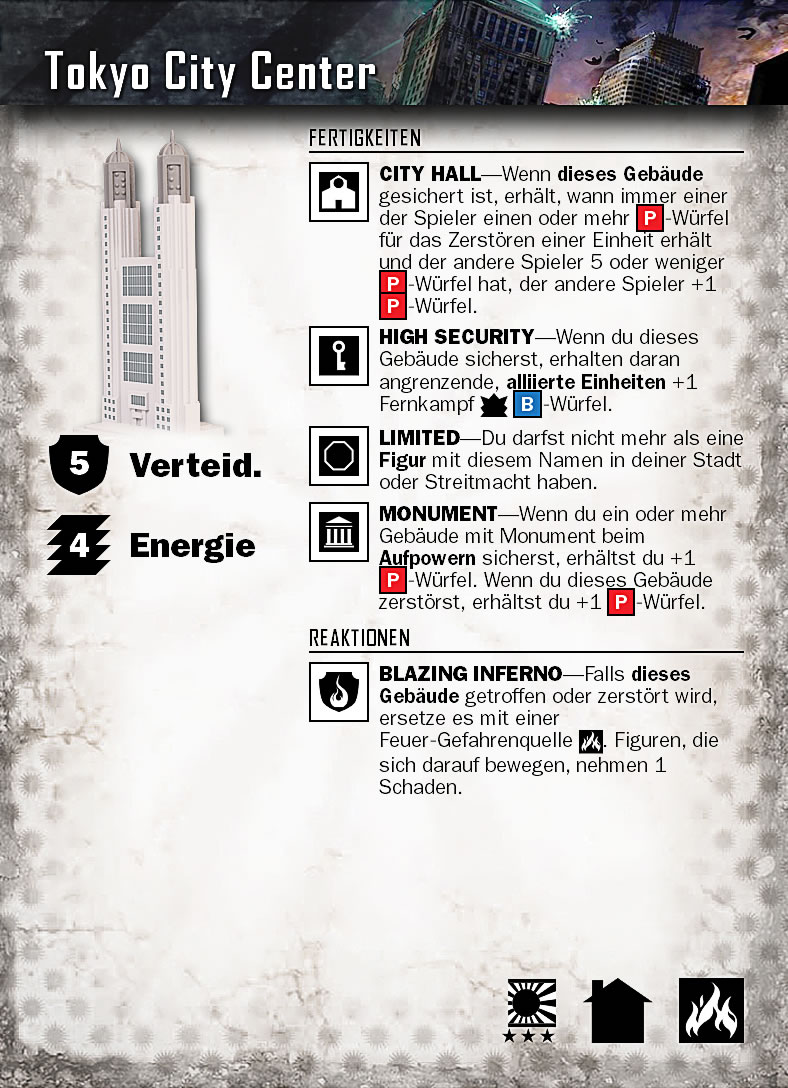 Tokyo City Center
5 Verteid.
4 Energie
FERTIGKEITEN
CITY HALL—Wenn dieses Gebäude
gesichert ist, erhält, wann immer einer
der Spieler einen oder mehr P-Würfel
für das Zerstören einer Einheit erhält
und der andere Spieler 5 oder weniger
P-Würfel hat, der andere Spieler +1
P-Würfel.
HIGH SECURITY—Wenn du dieses
Gebäude sicherst, erhalten daran
angrenzende, alliierte Einheiten +1
Fernkampf B-Würfel.
LIMITED—Du darfst nicht mehr als eine
Figur mit diesem Namen in deiner Stadt
oder Streitmacht haben.
MONUMENT—Wenn du ein oder mehr
Gebäude mit Monument beim
Aufpowern sicherst, erhältst du +1
P-Würfel. Wenn du dieses Gebäude
zerstörst, erhältst du +1 P-Würfel.
REAKTIONEN
BLAZING INFERNO—Falls dieses
Gebäude getroffen oder zerstört wird,
ersetze es mit einer
Feuer-Gefahrenquelle. Figuren, die
sich darauf bewegen, nehmen 1
Schaden.